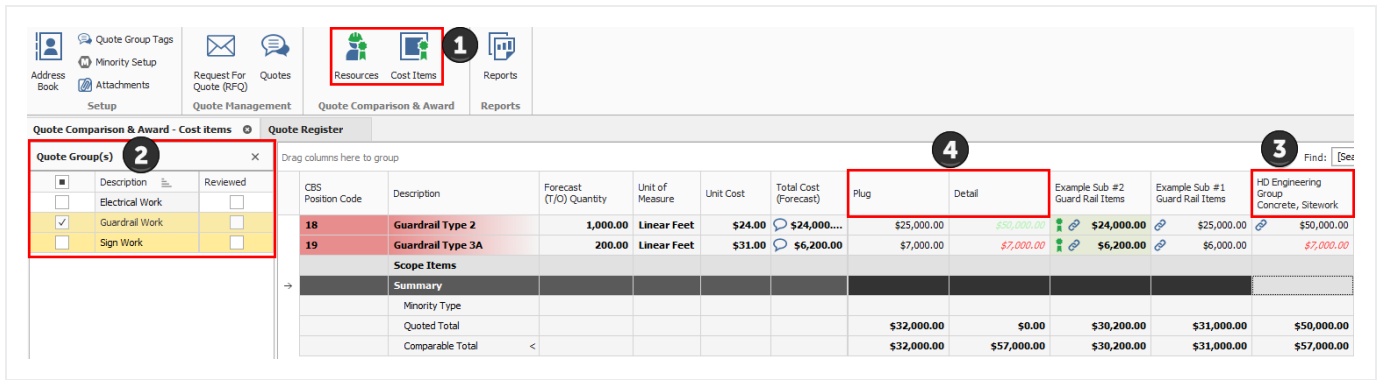 Address Book
Quote Group Tags
Minority Setup
Attachments
Setup
Request For Quote (RFQ)
Quotes
Quote Management
Resources
Cost Items
1
Quote Comparison & Award
Reports
Reports
Quote Comparison & Award - Cost items
Quote Register
Quote Group(s)
2
Description Reviewed
Electrical Work
Guardrail Work
Sign Work
Drag columns here to group
4
3
Find: [Sea
CBS Position Code Description Forecast (T/O) Quantity Unit of Measure Unit Cost Total Cost (Forecast) Plug Detail Example Sub #2 Guard Rail Items Example Sub #1 Guard Rail Items HD Engineering Group Concrete, Sitework
18 Guardrail Type 2 1,000.00 Linear Feet $24.00 $24,000.... $25,000.00 $50,000.00 $24,000.00 $25,000.00 $50,000.00
19 Guardrail Type 3A 200.00 Linear Feet $31.00 $6,200.00 $7,000.00 $7,000.00 $6,200.00 $6,000.00 $7,000.00
Scope Items
Summary
Minority Type
Quoted Total $32,000.00 $0.00 $30,200.00 $31,000.00 $50,000.00
Comparable Total < $32,000.00 $57,000.00 $30,200.00 $31,000.00 $57,000.00